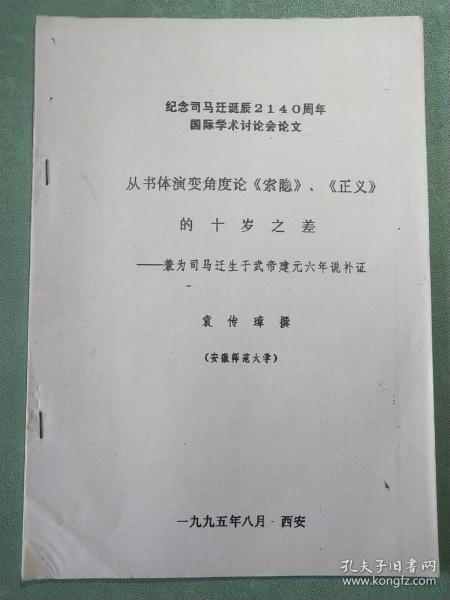 纪念司马迁诞辰2140周年
国际学术讨论会论文
从书体演变角度论《索隐》、《正义》
的十岁之差
——兼为司马迁生于武帝建元六年说补证
袁传璋 撰
(安徽师范大学)
一九九五年八月·西安
孔夫子旧书网
www.kongfz.com